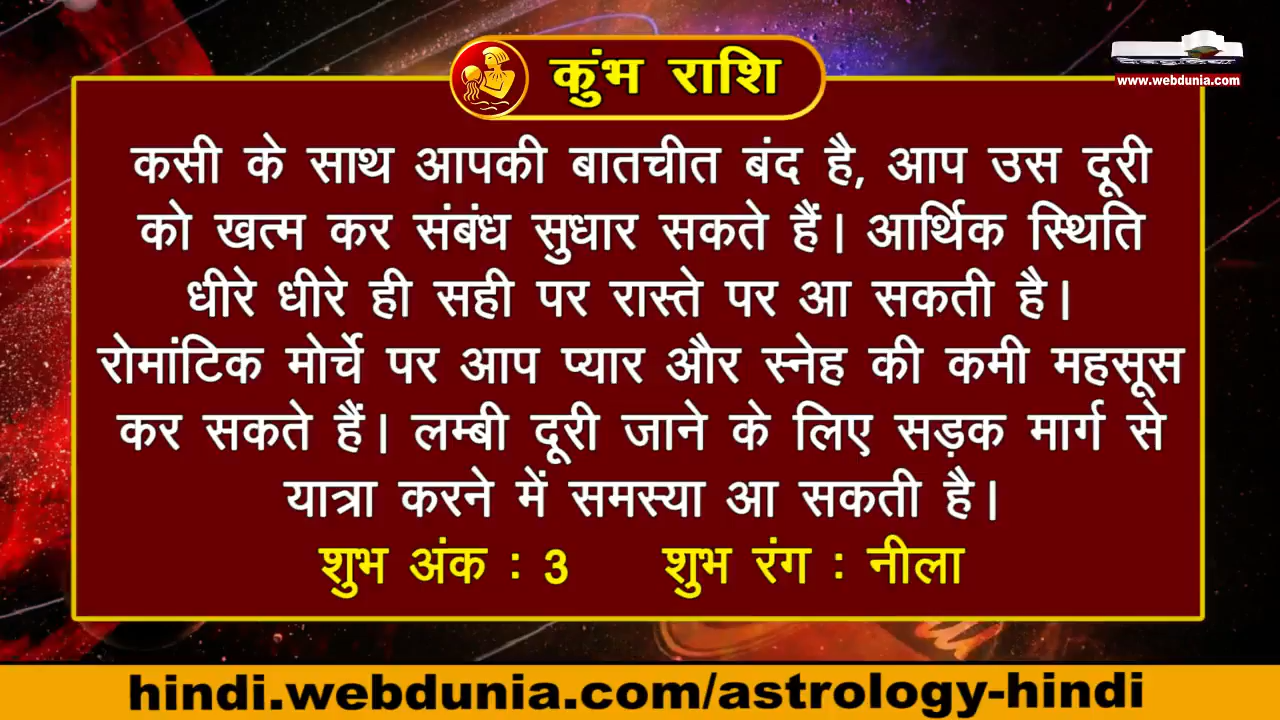 कुंभ राशि
www.webdunia.com
कसी के साथ आपकी बातचीत बंद है, आप उस दूरी
को खत्म कर संबंध सुधार सकते हैं| आर्थिक स्थिति
धीरे धीरे ही सही पर रास्ते पर आ सकती है|
रोमांटिक मोर्चे पर आप प्यार और स्नेह की कमी महसूस
कर सकते हैं| लम्बी दूरी जाने के लिए सड़क मार्ग से
यात्रा करने में समस्या आ सकती है|
शुभ अंक : 3 शुभ रंग : नीला
hindi.webdunia.com/astrology-hindi